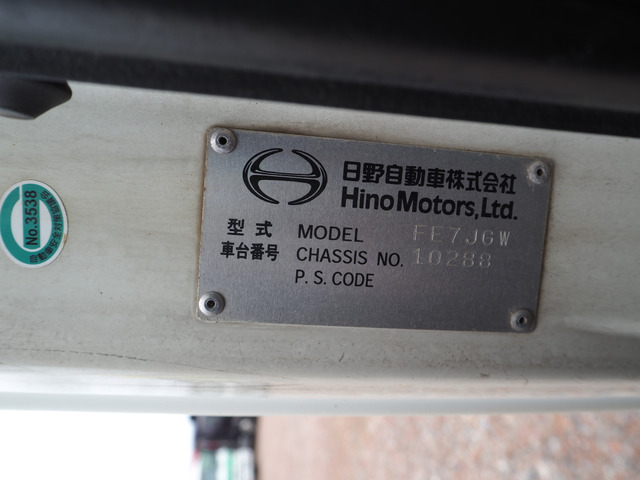 日野自動車株式会社
Hino Motors, Ltd.
型式 MODEL FE7JGW
車台番号 CHASSIS NO. 10288
P. S. CODE
No.3538